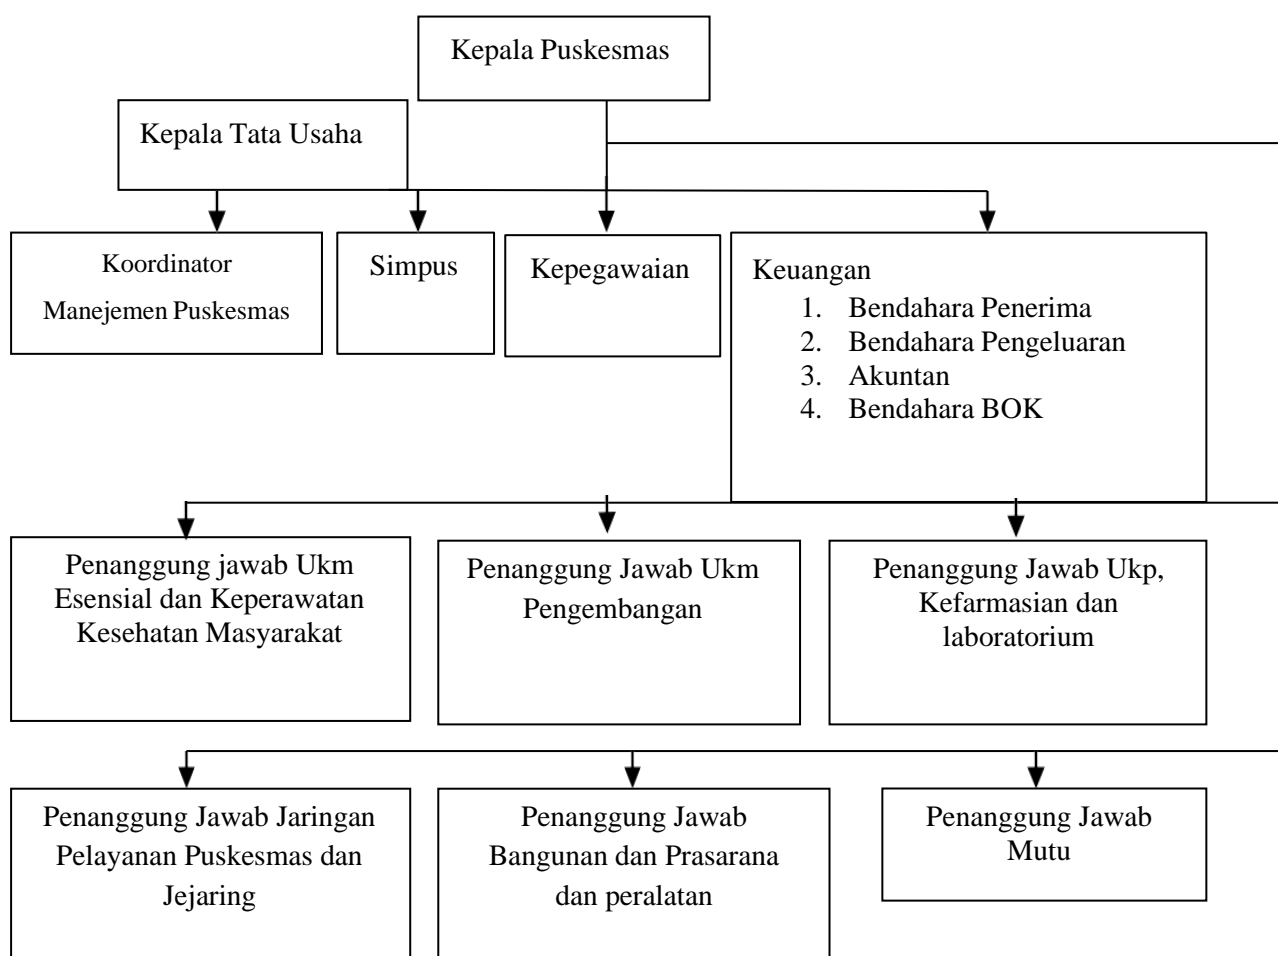 Kepala Puskesmas
Kepala Tata Usaha
Koordinator
Manejemen Puskesmas
Simpus
Kepegawaian
Keuangan
1. Bendahara Penerima
2. Bendahara Pengeluaran
3. Akuntan
4. Bendahara BOK
Penanggung jawab Ukm
Esensial dan Keperawatan
Kesehatan Masyarakat
Penanggung Jawab Ukm
Pengembangan
Penanggung Jawab Ukp,
Kefarmasian dan
laboratorium
Penanggung Jawab Jaringan
Pelayanan Puskesmas dan
Jejaring
Penanggung Jawab
Bangunan dan Prasarana
dan peralatan
Penanggung Jawab
Mutu